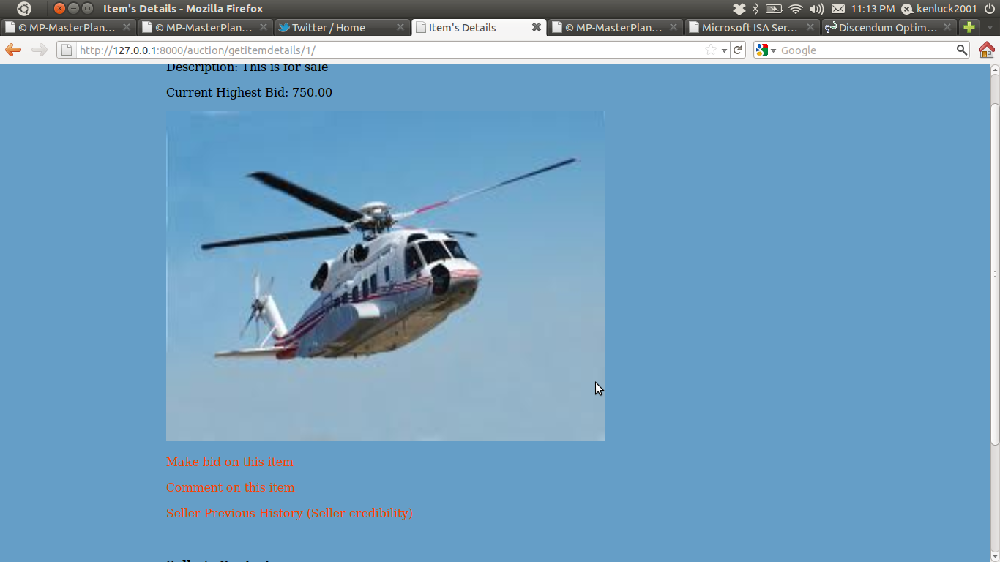 Item's Details - Mozilla Firefox
11:13 PM
kenluck2001
© MP-MasterPlan...
© MP-MasterPlan...
Twitter / Home
Item's Details
© MP-MasterPlan...
Microsoft ISA Ser...
Discendum Optim...
http://127.0.0.1:8000/auction/getitemdetails/1/
Google
Description: This is for sale
Current Highest Bid: 750.00
Make bid on this item
Comment on this item
Seller Previous History (Seller credibility)